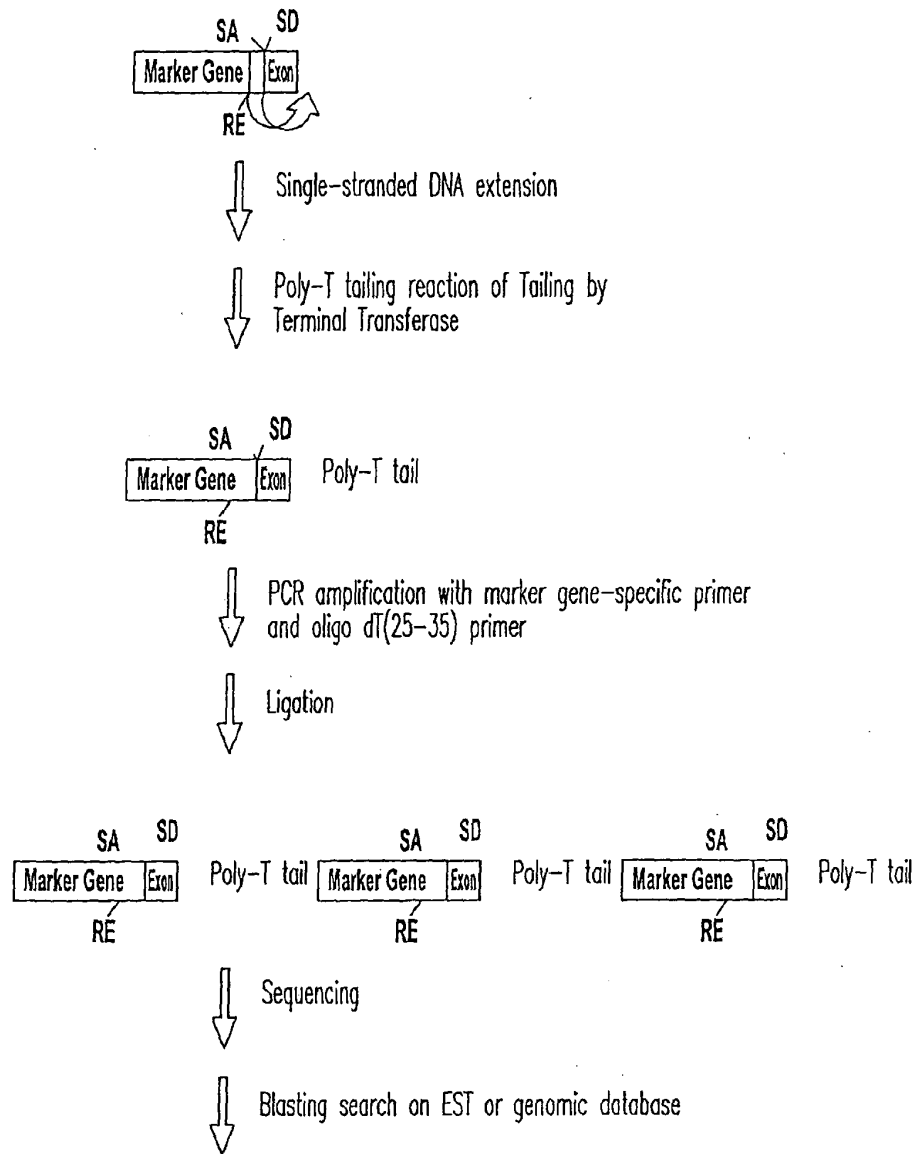 SA SD
Marker Gene Exon
RE
Single-stranded DNA extension
Poly-T tailing reaction of Tailing by
Terminal Transferase
SA SD
Marker Gene Exon Poly-T tail
RE
PCR amplification with marker gene-specific primer
and oligo dT(25-35) primer
Ligation
SA SD SA SD SA SD
Marker Gene Exon Poly-T tail Marker Gene Exon Poly-T tail Marker Gene Exon Poly-T tail
RE RE RE
Sequencing
Blasting search on EST or genomic database